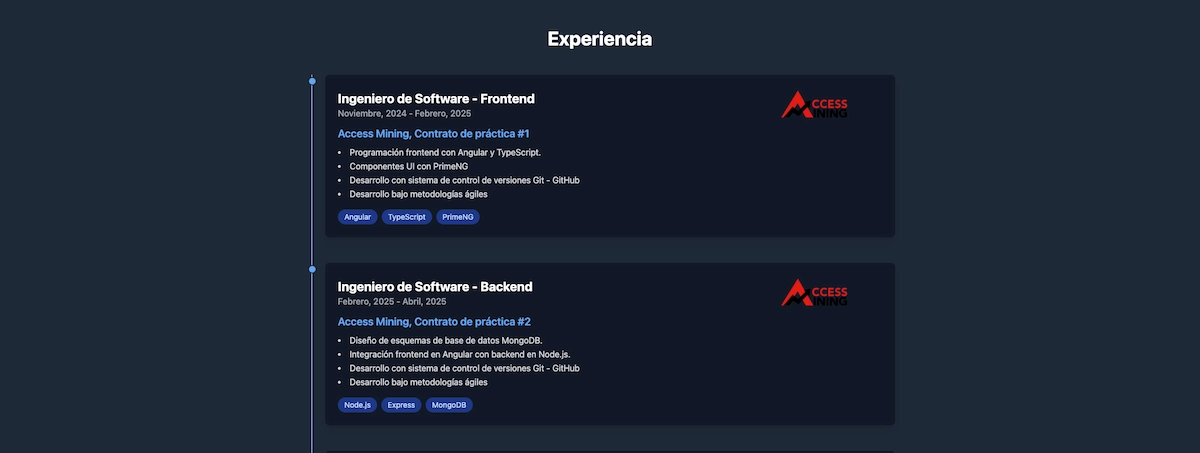 Experiencia
Ingeniero de Software - Frontend
Noviembre, 2024 - Febrero, 2025
Access Mining, Contrato de práctica #1
• Programación frontend con Angular y TypeScript.
• Componentes UI con PrimeNG
• Desarrollo con sistema de control de versiones Git - GitHub
• Desarrollo bajo metodologías ágiles
Angular TypeScript PrimeNG
CCESS
INING
Ingeniero de Software - Backend
Febrero, 2025 - Abril, 2025
Access Mining, Contrato de práctica #2
• Diseño de esquemas de base de datos MongoDB.
• Integración frontend en Angular con backend en Node.js.
• Desarrollo con sistema de control de versiones Git - GitHub
• Desarrollo bajo metodologías ágiles
Node.js Express MongoDB
CCESS
INING